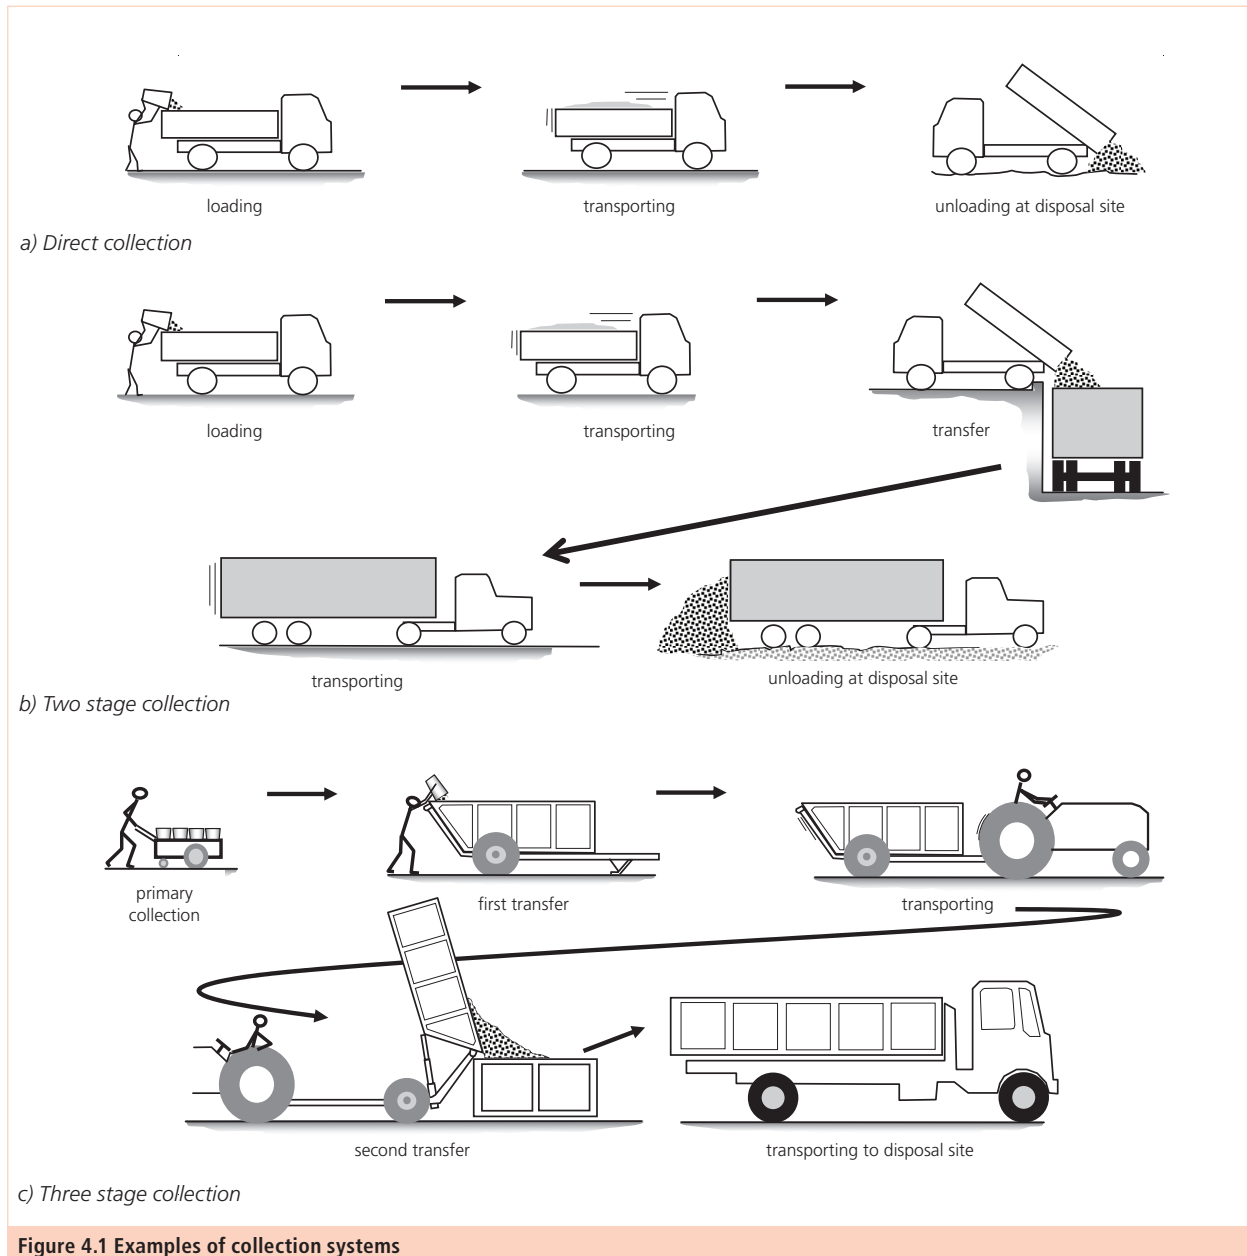 loading
transporting
unloading at disposal site
a) Direct collection
loading
transporting
transfer
transporting
unloading at disposal site
b) Two stage collection
primary
collection
first transfer
transporting
second transfer
transporting to disposal site
c) Three stage collection
Figure 4.1 Examples of collection systems